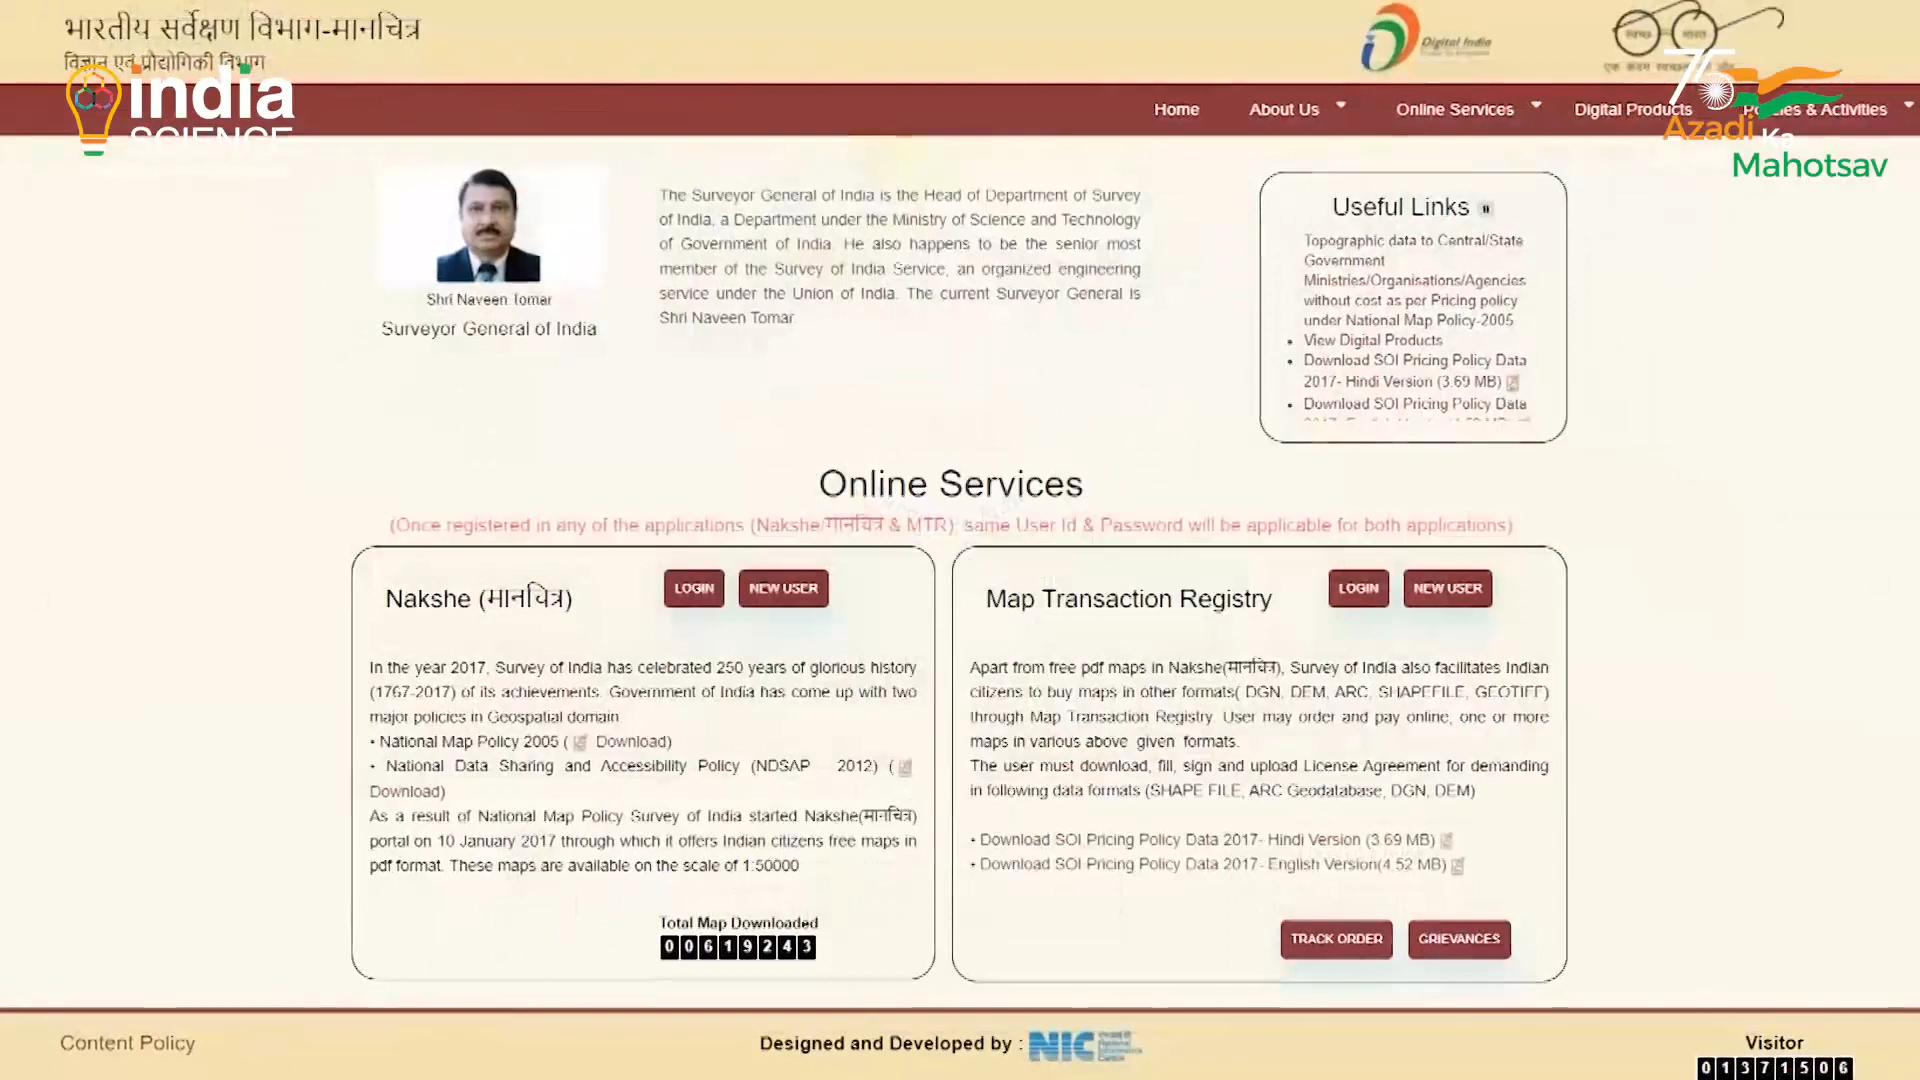 भारतीय सर्वेक्षण विभाग-मानचित्र
विज्ञान एवं प्रौद्योगिकी विभाग
india
SCIENCE
Digital India
स्वच्छ भारत
एक कदम स्वच्छता की ओर
75
Azadi Ka
Mahotsav
Home About Us Online Services Digital Products Policies & Activities
Shri Naveen Tomar
Surveyor General of India
The Surveyor General of India is the Head of Department of Survey
of India, a Department under the Ministry of Science and Technology
of Government of India. He also happens to be the senior most
member of the Survey of India Service, an organized engineering
service under the Union of India. The current Surveyor General is
Shri Naveen Tomar
Useful Links
Topographic data to Central/State
Government
Ministries/Organisations/Agencies
without cost as per Pricing policy
under National Map Policy-2005
• View Digital Products
• Download SOI Pricing Policy Data
2017- Hindi Version (3.69 MB)
• Download SOI Pricing Policy Data
Online Services
(Once registered in any of the applications (Nakshe/मानचित्र & MTR), same User Id & Password will be applicable for both applications)
Nakshe (मानचित्र)
LOGIN NEW USER
In the year 2017, Survey of India has celebrated 250 years of glorious history
(1767-2017) of its achievements. Government of India has come up with two
major policies in Geospatial domain
• National Map Policy 2005 ( Download)
• National Data Sharing and Accessibility Policy (NDSAP 2012) (
Download)
As a result of National Map Policy Survey of India started Nakshe(मानचित्र)
portal on 10 January 2017 through which it offers Indian citizens free maps in
pdf format. These maps are available on the scale of 1:50000
Total Map Downloaded
00619243
Map Transaction Registry
LOGIN NEW USER
Apart from free pdf maps in Nakshe(मानचित्र), Survey of India also facilitates Indian
citizens to buy maps in other formats( DGN, DEM, ARC, SHAPEFILE, GEOTIFF)
through Map Transaction Registry. User may order and pay online, one or more
maps in various above given formats.
The user must download, fill, sign and upload License Agreement for demanding
in following data formats (SHAPE FILE, ARC Geodatabase, DGN, DEM)
• Download SOI Pricing Policy Data 2017- Hindi Version (3.69 MB)
• Download SOI Pricing Policy Data 2017- English Version(4.52 MB)
TRACK ORDER GRIEVANCES
Content Policy
Designed and Developed by : NIC
Visitor
01371506